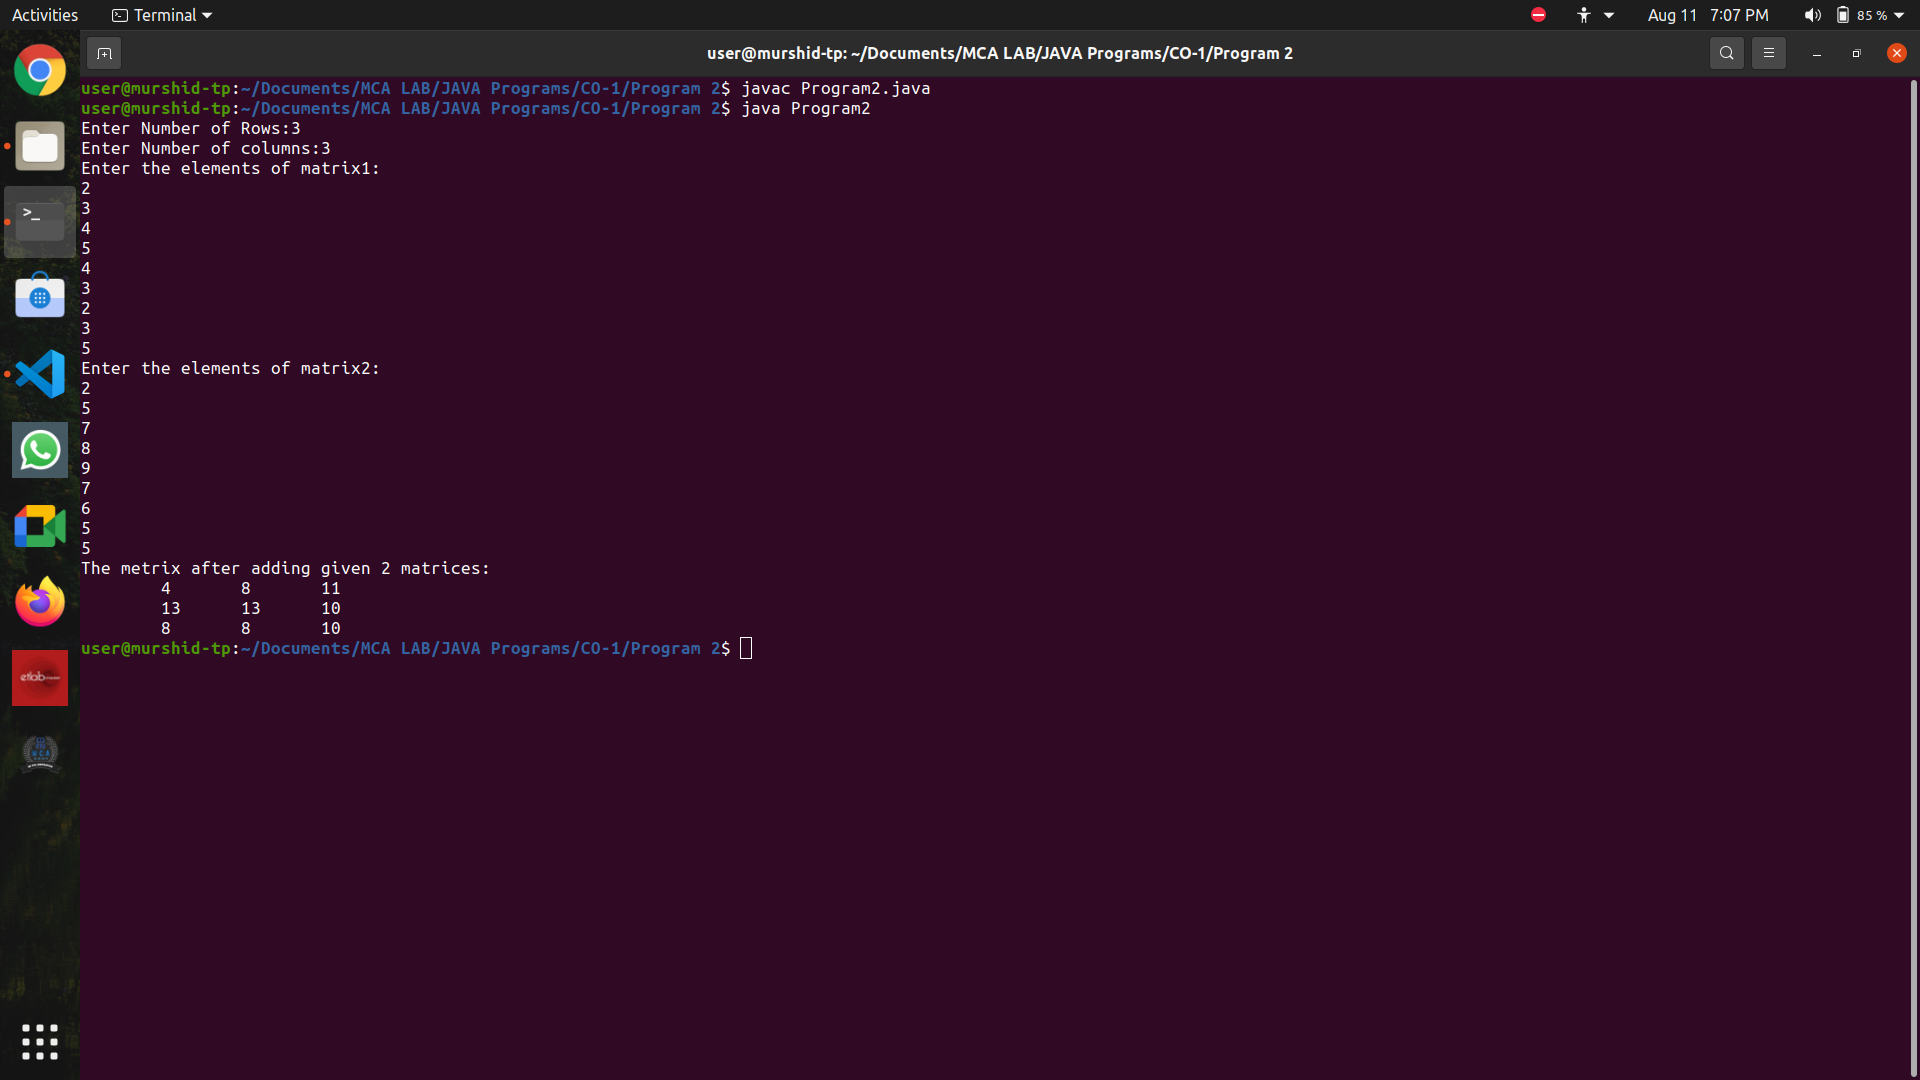 Activities
Terminal
Aug 11 7:07 PM
85 %
user@murshid-tp: ~/Documents/MCA LAB/JAVA Programs/CO-1/Program 2
user@murshid-tp:~/Documents/MCA LAB/JAVA Programs/CO-1/Program 2$ javac Program2.java
user@murshid-tp:~/Documents/MCA LAB/JAVA Programs/CO-1/Program 2$ java Program2
Enter Number of Rows:3
Enter Number of columns:3
Enter the elements of matrix1:
2
3
4
5
4
3
2
3
5
Enter the elements of matrix2:
2
5
7
8
9
7
6
5
5
The metrix after adding given 2 matrices:
4 8 11
13 13 10
8 8 10
user@murshid-tp:~/Documents/MCA LAB/JAVA Programs/CO-1/Program 2$
>_
etlab
MCA